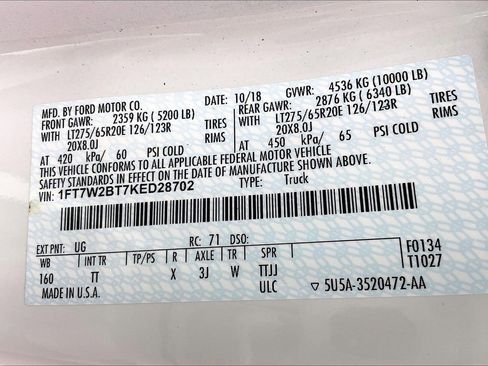 MFD. BY FORD MOTOR CO.
DATE: 10/18 GVWR: 4536 KG (10000 LB)
FRONT GAWR: 2359 KG (5200 LB) REAR GAWR: 2876 KG (6340 LB)
WITH LT275/65R20E 126/123R TIRES WITH LT275/65R20E 126/123R TIRES
20X8.0J RIMS 20X8.0J RIMS
AT 420 kPa/ 60 PSI COLD AT 450 kPa/ 65 PSI COLD
THIS VEHICLE CONFORMS TO ALL APPLICABLE FEDERAL MOTOR VEHICLE
SAFETY STANDARDS IN EFFECT ON THE DATE OF MANUFACTURE SHOWN ABOVE.
VIN: 1FT7W2BT7KED28702 TYPE: Truck
EXT PNT: UG RC: 71 DSO:
WB INT TR TP/PS R AXLE TR SPR F0134
160 TT X 3J W TTJJ T1027
MADE IN U.S.A. ULC ▽ 5U5A-3520472-AA